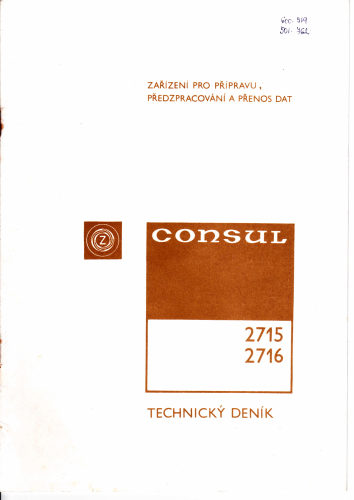 ZAŘÍZENÍ PRO PŘÍPRAVU,
PŘEDZPRACOVÁNÍ A PŘENOS DAT
Z
CONSUL
2715
2716
TECHNICKÝ DENÍK